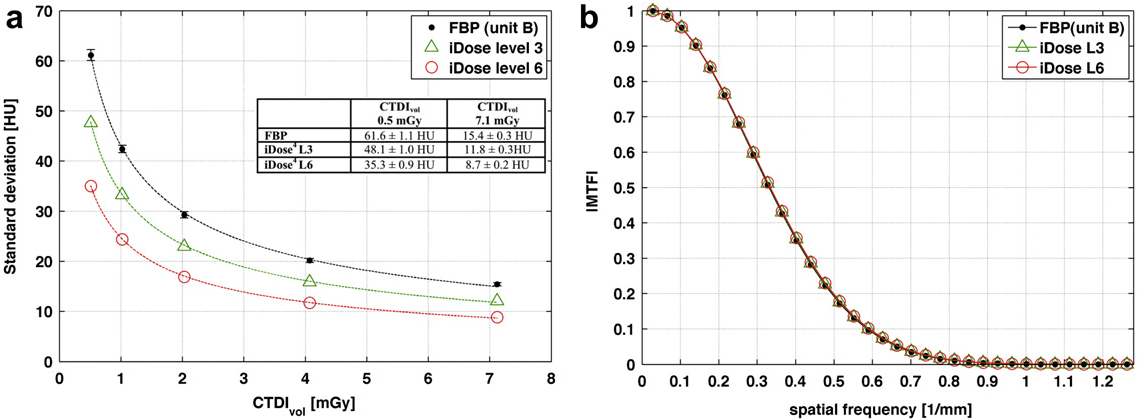 a
70
60
50
40
30
20
10
0
0 1 2 3 4 5 6 7 8
Standard deviation [HU]
CTDIvol [mGy]
FBP (unit B)
iDose level 3
iDose level 6
CTDIvol 0.5 mGy CTDIvol 7.1 mGy
FBP 61.6 ± 1.1 HU 15.4 ± 0.3 HU
iDose4 L3 48.1 ± 1.0 HU 11.8 ± 0.3HU
iDose4 L6 35.3 ± 0.9 HU 8.7 ± 0.2 HU
b
1
0.9
0.8
0.7
0.6
0.5
0.4
0.3
0.2
0.1
0
0 0.1 0.2 0.3 0.4 0.5 0.6 0.7 0.8 0.9 1.0 1.1 1.2
IMTFI
spatial frequency [1/mm]
FBP(unit B)
iDose L3
iDose L6